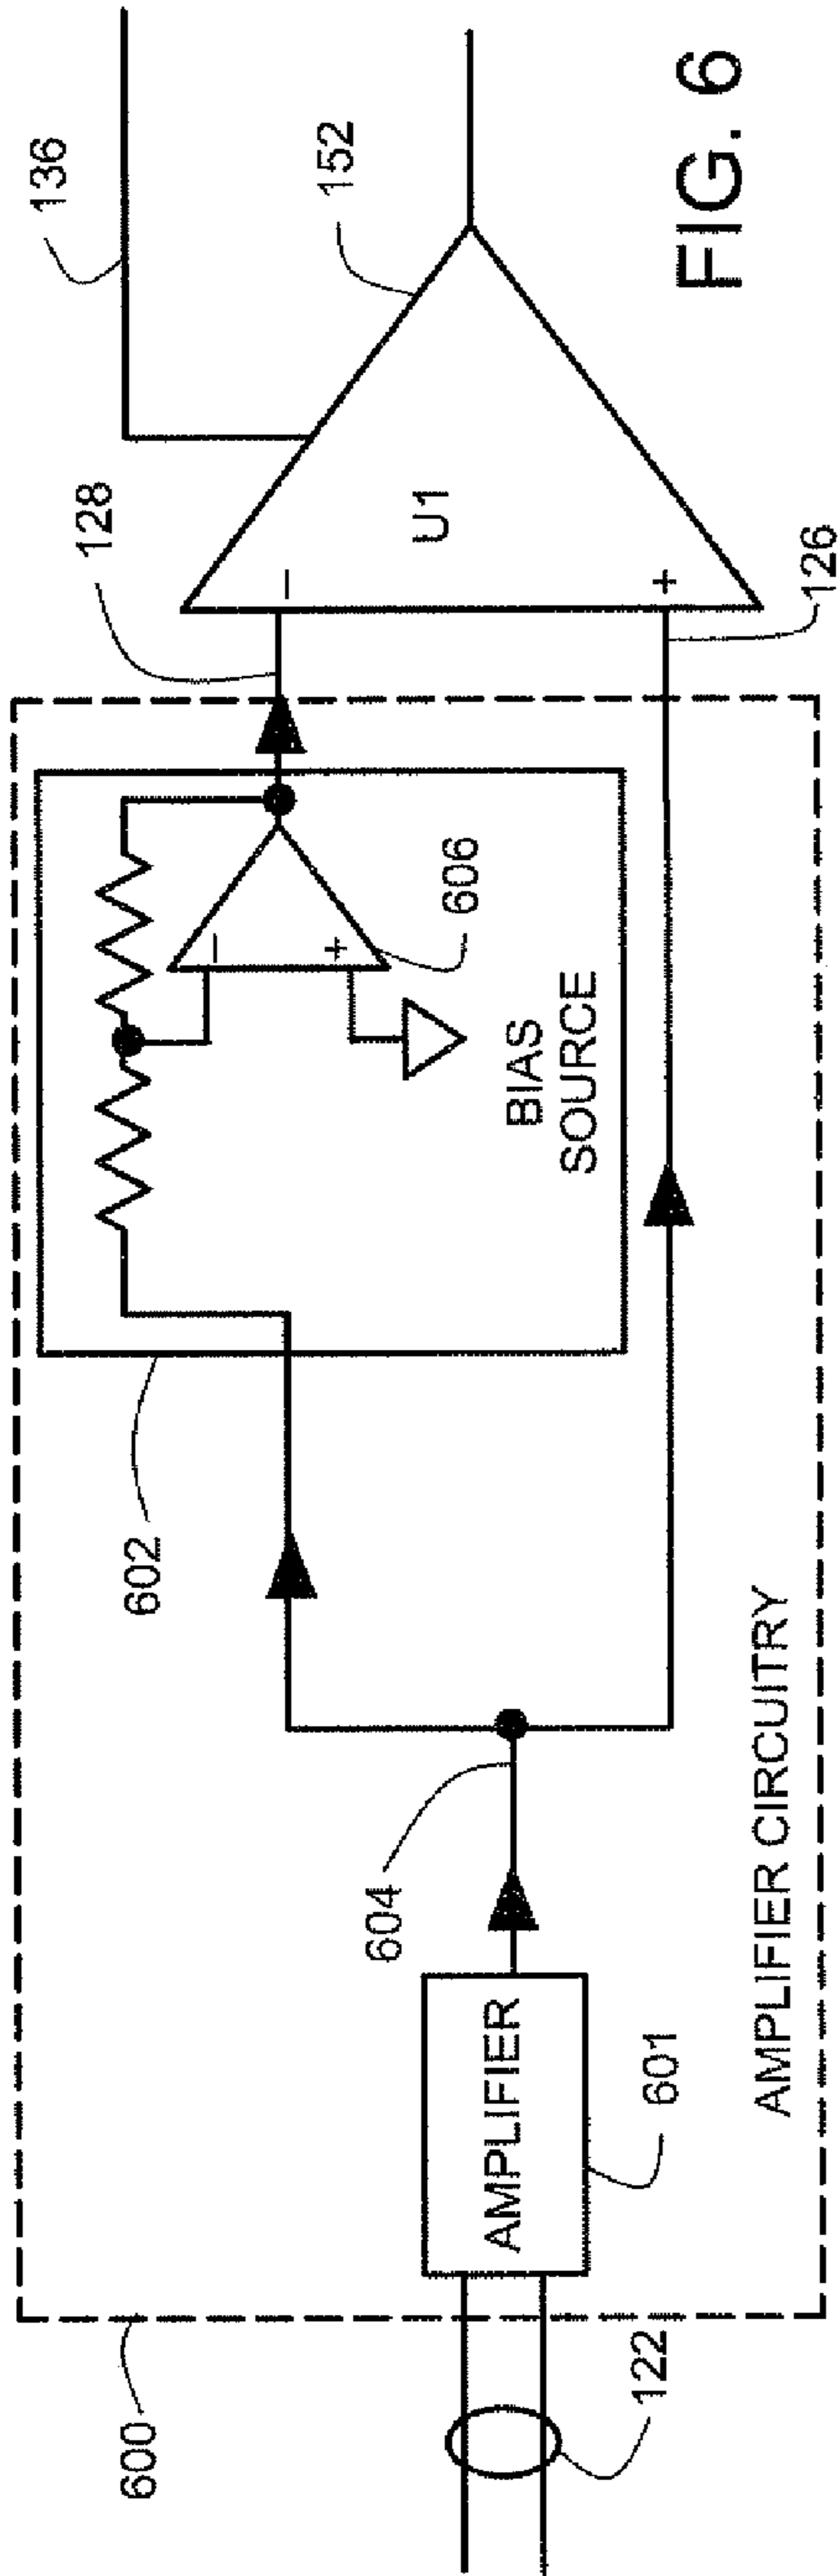 600
122
AMPLIFIER
601
604
AMPLIFIER CIRCUITRY
602
BIAS
SOURCE
−
+
606
128
126
−
+
U1
136
152
FIG. 6